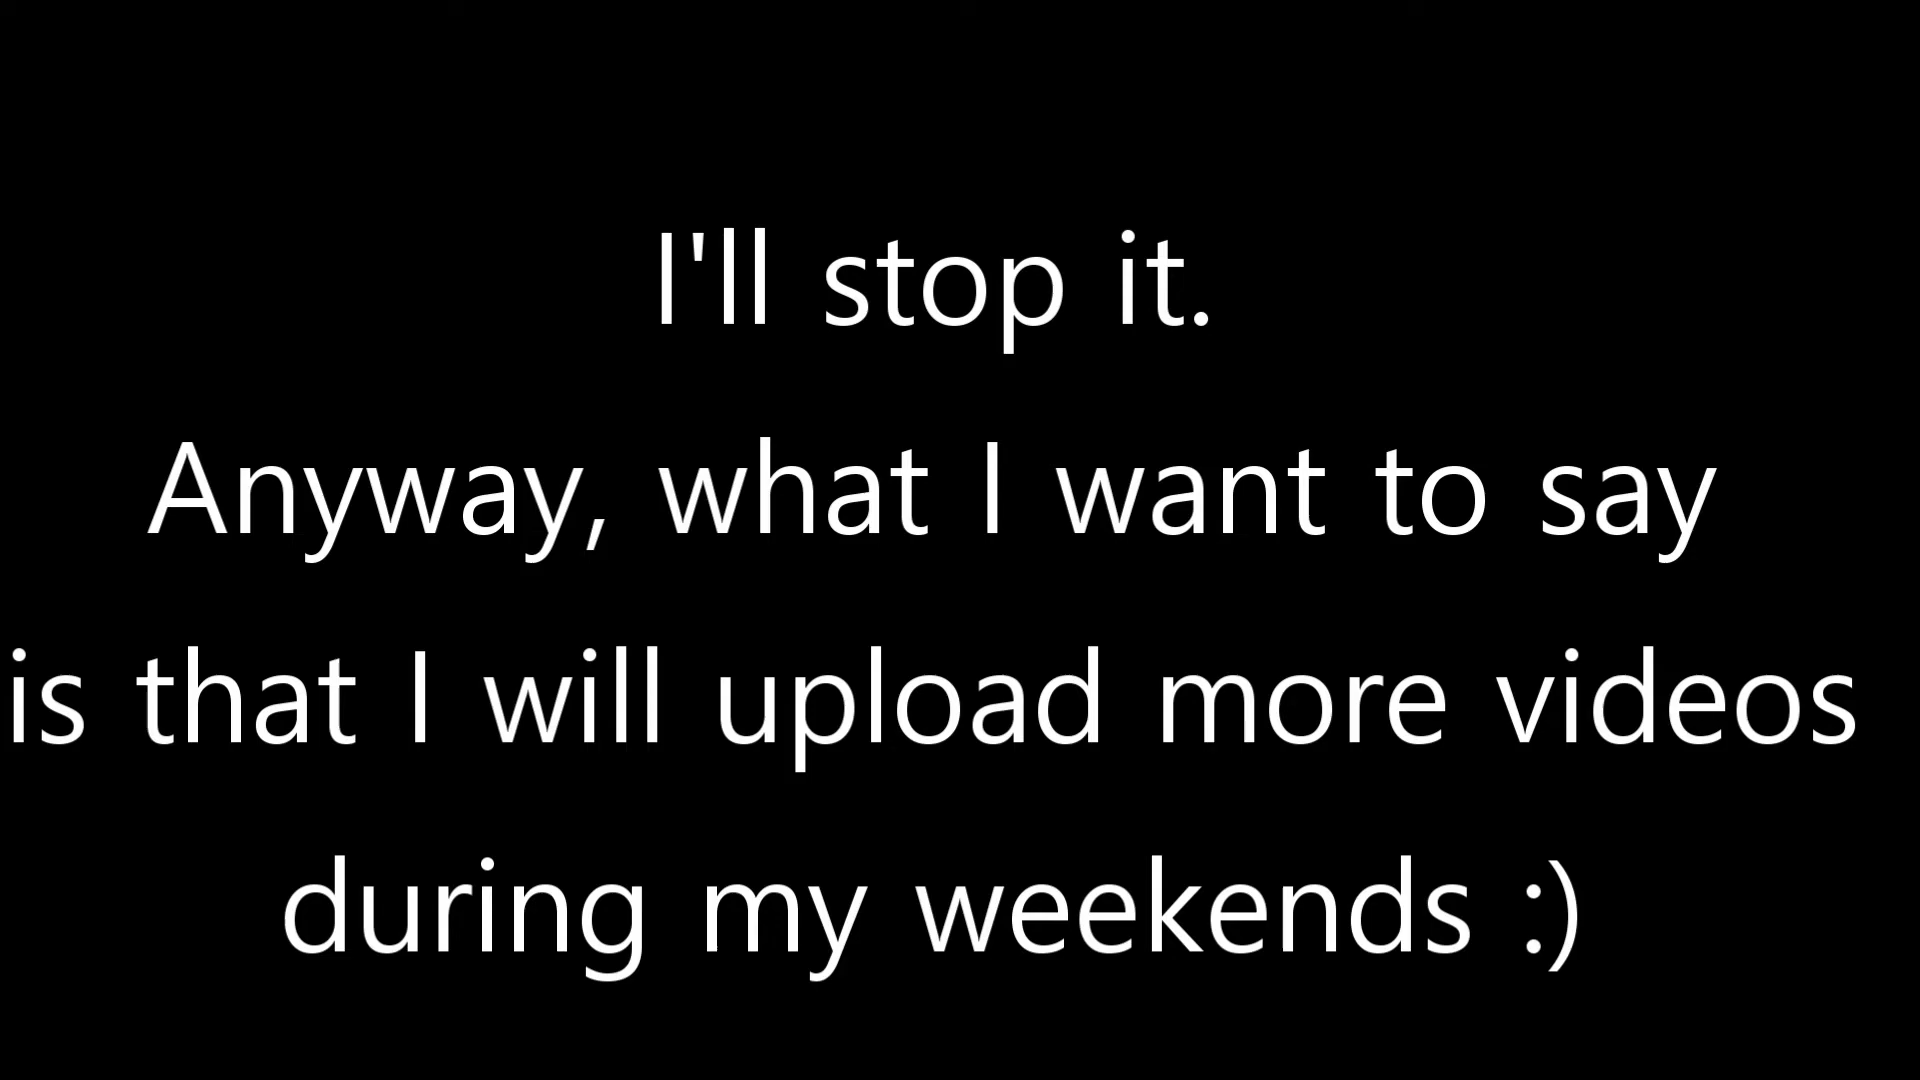 I'll stop it.
Anyway, what I want to say
is that I will upload more videos
during my weekends :)